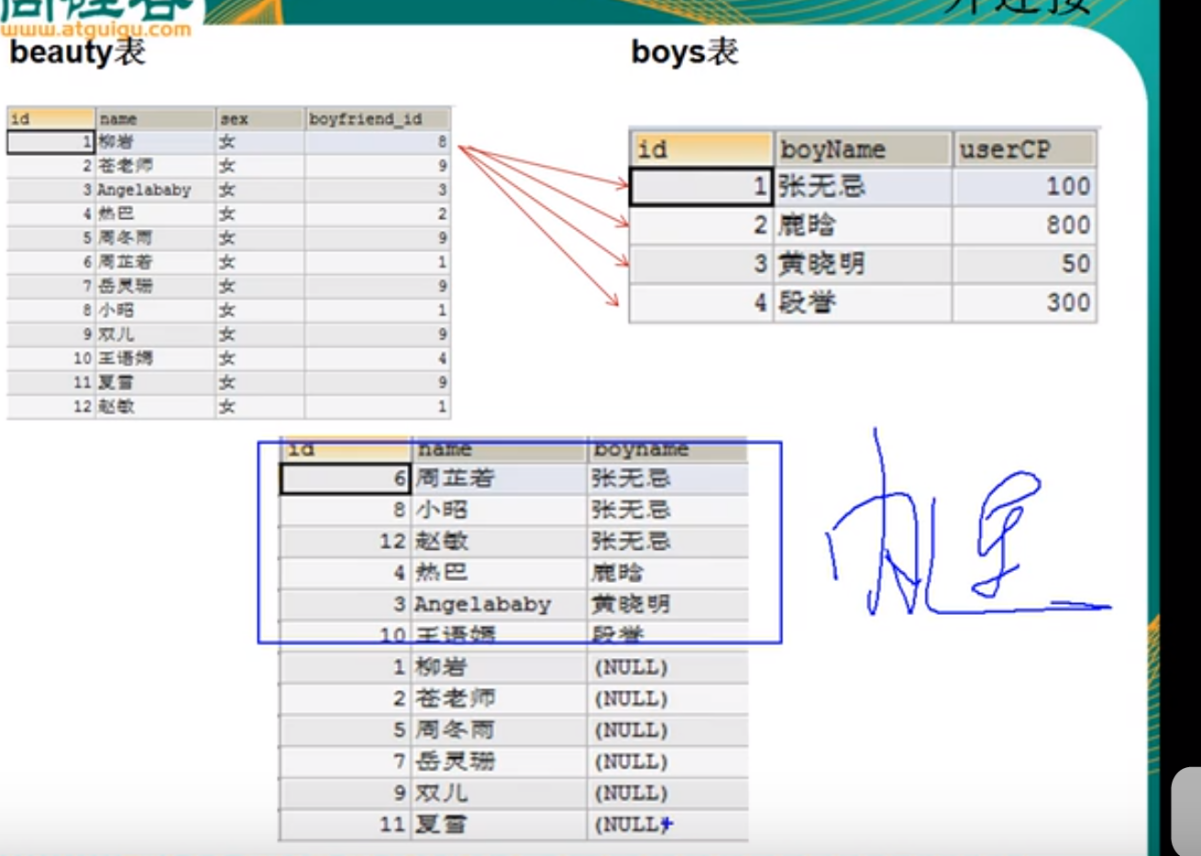 www.atguigu.com
外连接
beauty表
boys表
id name sex boyfriend_id
1 柳岩 女 8
2 苍老师 女 9
3 Angelababy 女 3
4 热巴 女 2
5 周冬雨 女 9
6 周芷若 女 1
7 岳灵珊 女 9
8 小昭 女 1
9 双儿 女 9
10 王语嫣 女 4
11 夏雪 女 9
12 赵敏 女 1
id boyName userCP
1 张无忌 100
2 鹿晗 800
3 黄晓明 50
4 段誉 300
id name boyname
6 周芷若 张无忌
8 小昭 张无忌
12 赵敏 张无忌
4 热巴 鹿晗
3 Angelababy 黄晓明
10 王语嫣 段誉
1 柳岩 (NULL)
2 苍老师 (NULL)
5 周冬雨 (NULL)
7 岳灵珊 (NULL)
9 双儿 (NULL)
11 夏雪 (NULL)